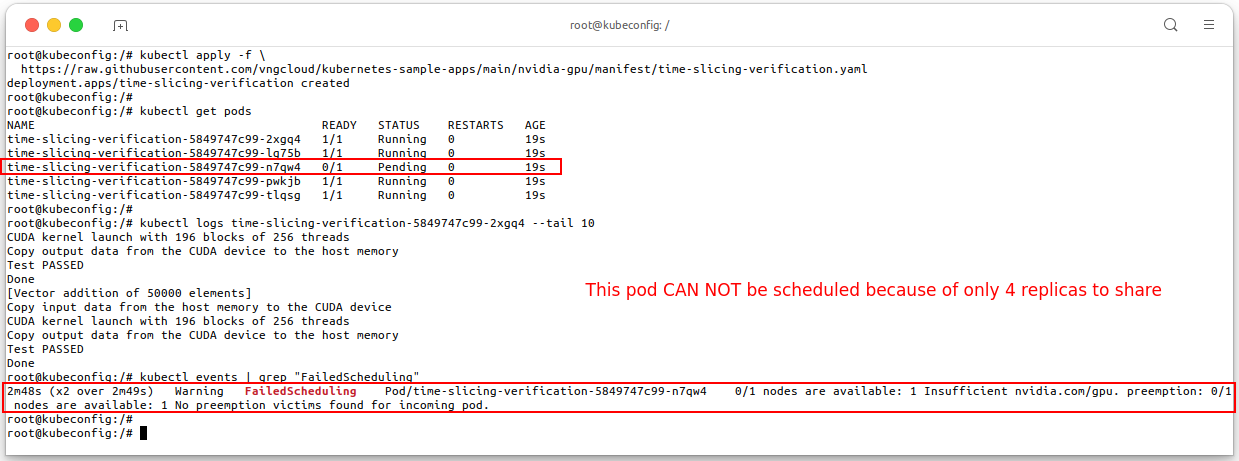 root@kubeconfig: /
root@kubeconfig:/# kubectl apply -f \
  https://raw.githubusercontent.com/vngcloud/kubernetes-sample-apps/main/nvidia-gpu/manifest/time-slicing-verification.yaml
deployment.apps/time-slicing-verification created
root@kubeconfig:/#
root@kubeconfig:/# kubectl get pods
NAME                                         READY   STATUS    RESTARTS   AGE
time-slicing-verification-5849747c99-2xgq4   1/1     Running   0          19s
time-slicing-verification-5849747c99-lq75b   1/1     Running   0          19s
time-slicing-verification-5849747c99-n7qw4   0/1     Pending   0          19s
time-slicing-verification-5849747c99-pwkjb   1/1     Running   0          19s
time-slicing-verification-5849747c99-tlqsg   1/1     Running   0          19s
root@kubeconfig:/#
root@kubeconfig:/# kubectl logs time-slicing-verification-5849747c99-2xgq4 --tail 10
CUDA kernel launch with 196 blocks of 256 threads
Copy output data from the CUDA device to the host memory
Test PASSED
Done
[Vector addition of 50000 elements]
This pod CAN NOT be scheduled because of only 4 replicas to share
Copy input data from the host memory to the CUDA device
CUDA kernel launch with 196 blocks of 256 threads
Copy output data from the CUDA device to the host memory
Test PASSED
Done
root@kubeconfig:/# kubectl events | grep "FailedScheduling"
2m48s (x2 over 2m49s)   Warning   FailedScheduling    Pod/time-slicing-verification-5849747c99-n7qw4    0/1 nodes are available: 1 Insufficient nvidia.com/gpu. preemption: 0/1
 nodes are available: 1 No preemption victims found for incoming pod.
root@kubeconfig:/#
root@kubeconfig:/#